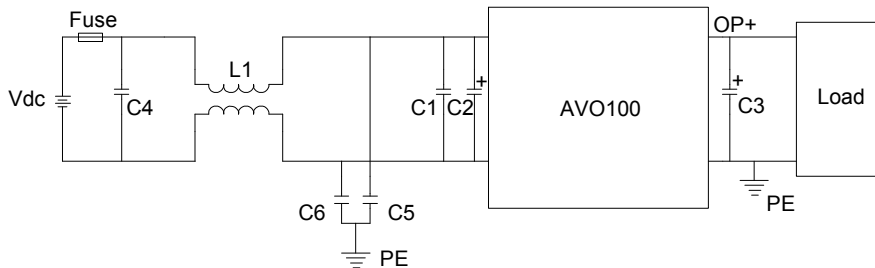 Fuse
OP+
L1
Vdc
C4
C1
C2
+
AVO100
+
C3
Load
C6
C5
PE
PE